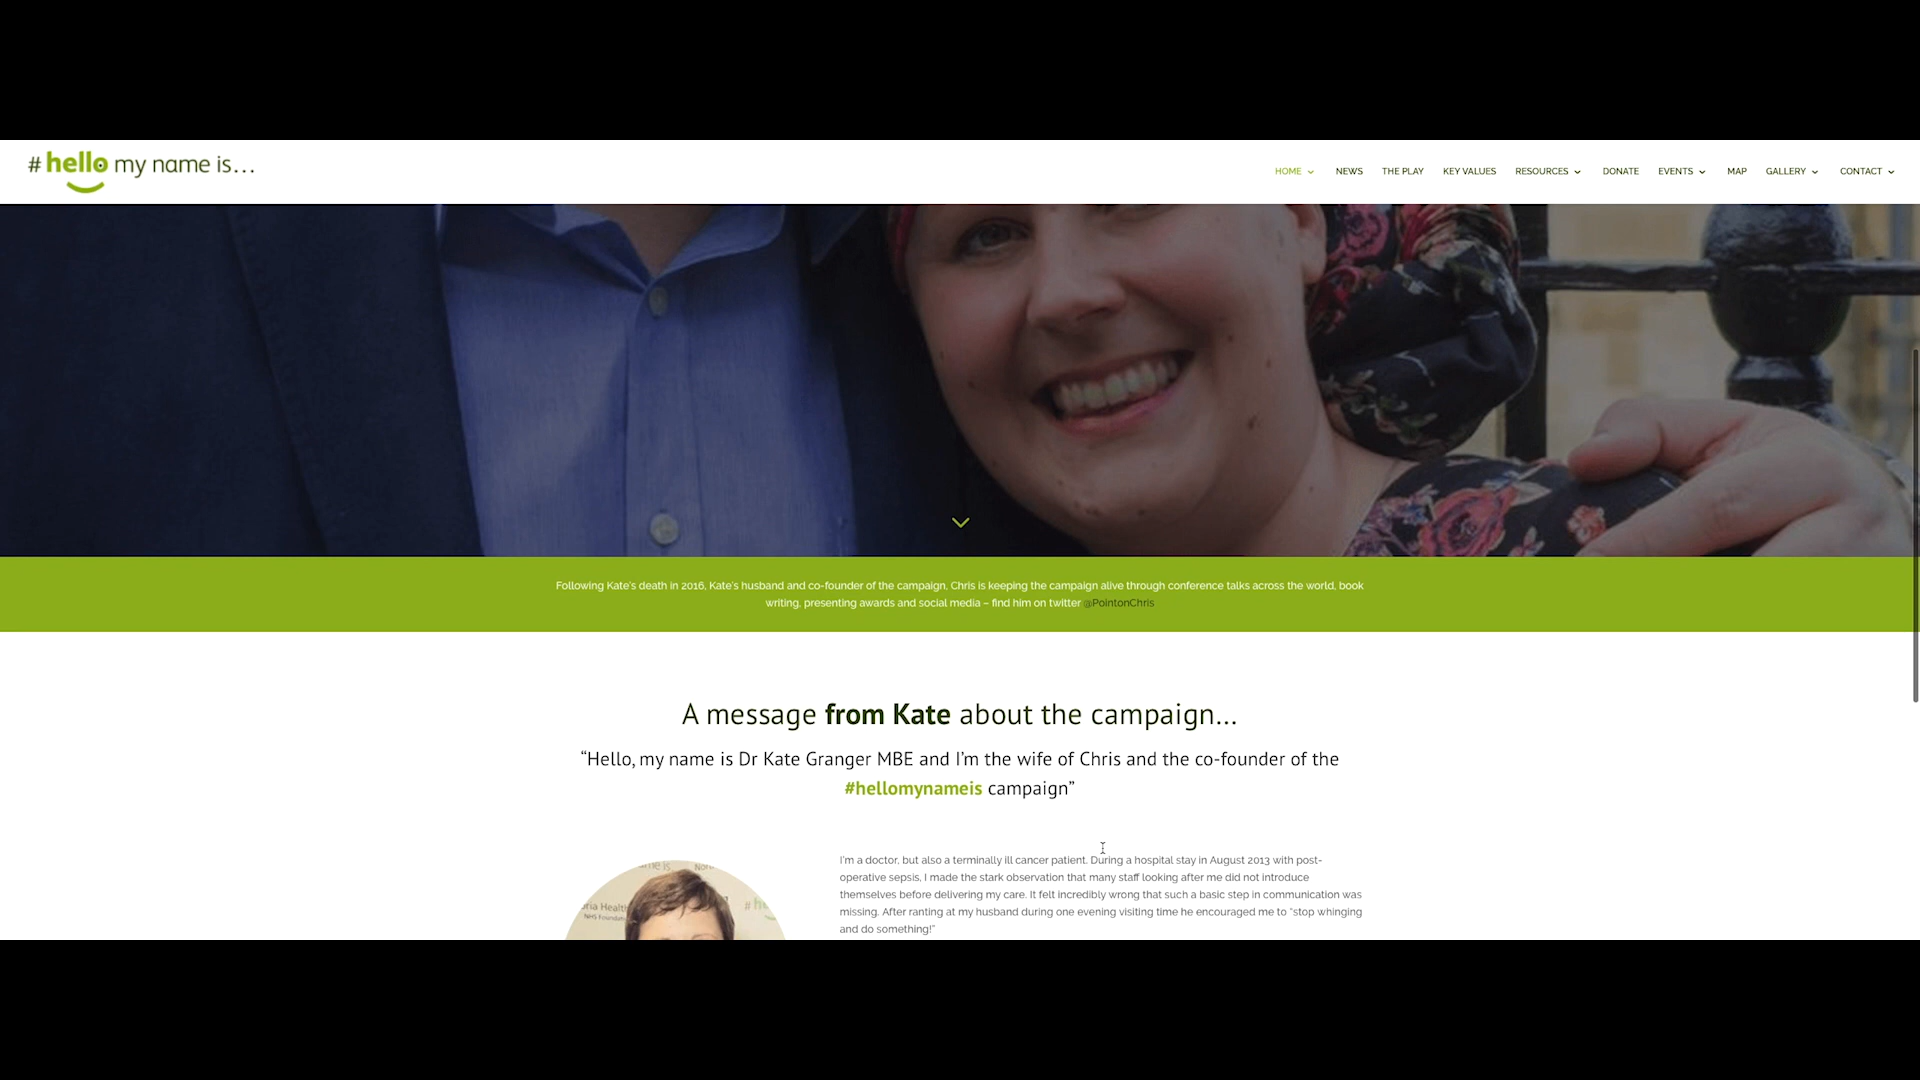 # hello my name is...
HOME NEWS THE PLAY KEY VALUES RESOURCES DONATE EVENTS MAP GALLERY CONTACT
Following Kate's death in 2016, Kate's husband and co-founder of the campaign, Chris is keeping the campaign alive through conference talks across the world, book
writing, presenting awards and social media – find him on twitter @PointonChris
A message from Kate about the campaign...
“Hello, my name is Dr Kate Granger MBE and I’m the wife of Chris and the co-founder of the
#hellomynameis campaign”
I'm a doctor, but also a terminally ill cancer patient. During a hospital stay in August 2013 with post-
operative sepsis, I made the stark observation that many staff looking after me did not introduce
themselves before delivering my care. It felt incredibly wrong that such a basic step in communication was
missing. After ranting at my husband during one evening visiting time he encouraged me to “stop whinging
and do something!”